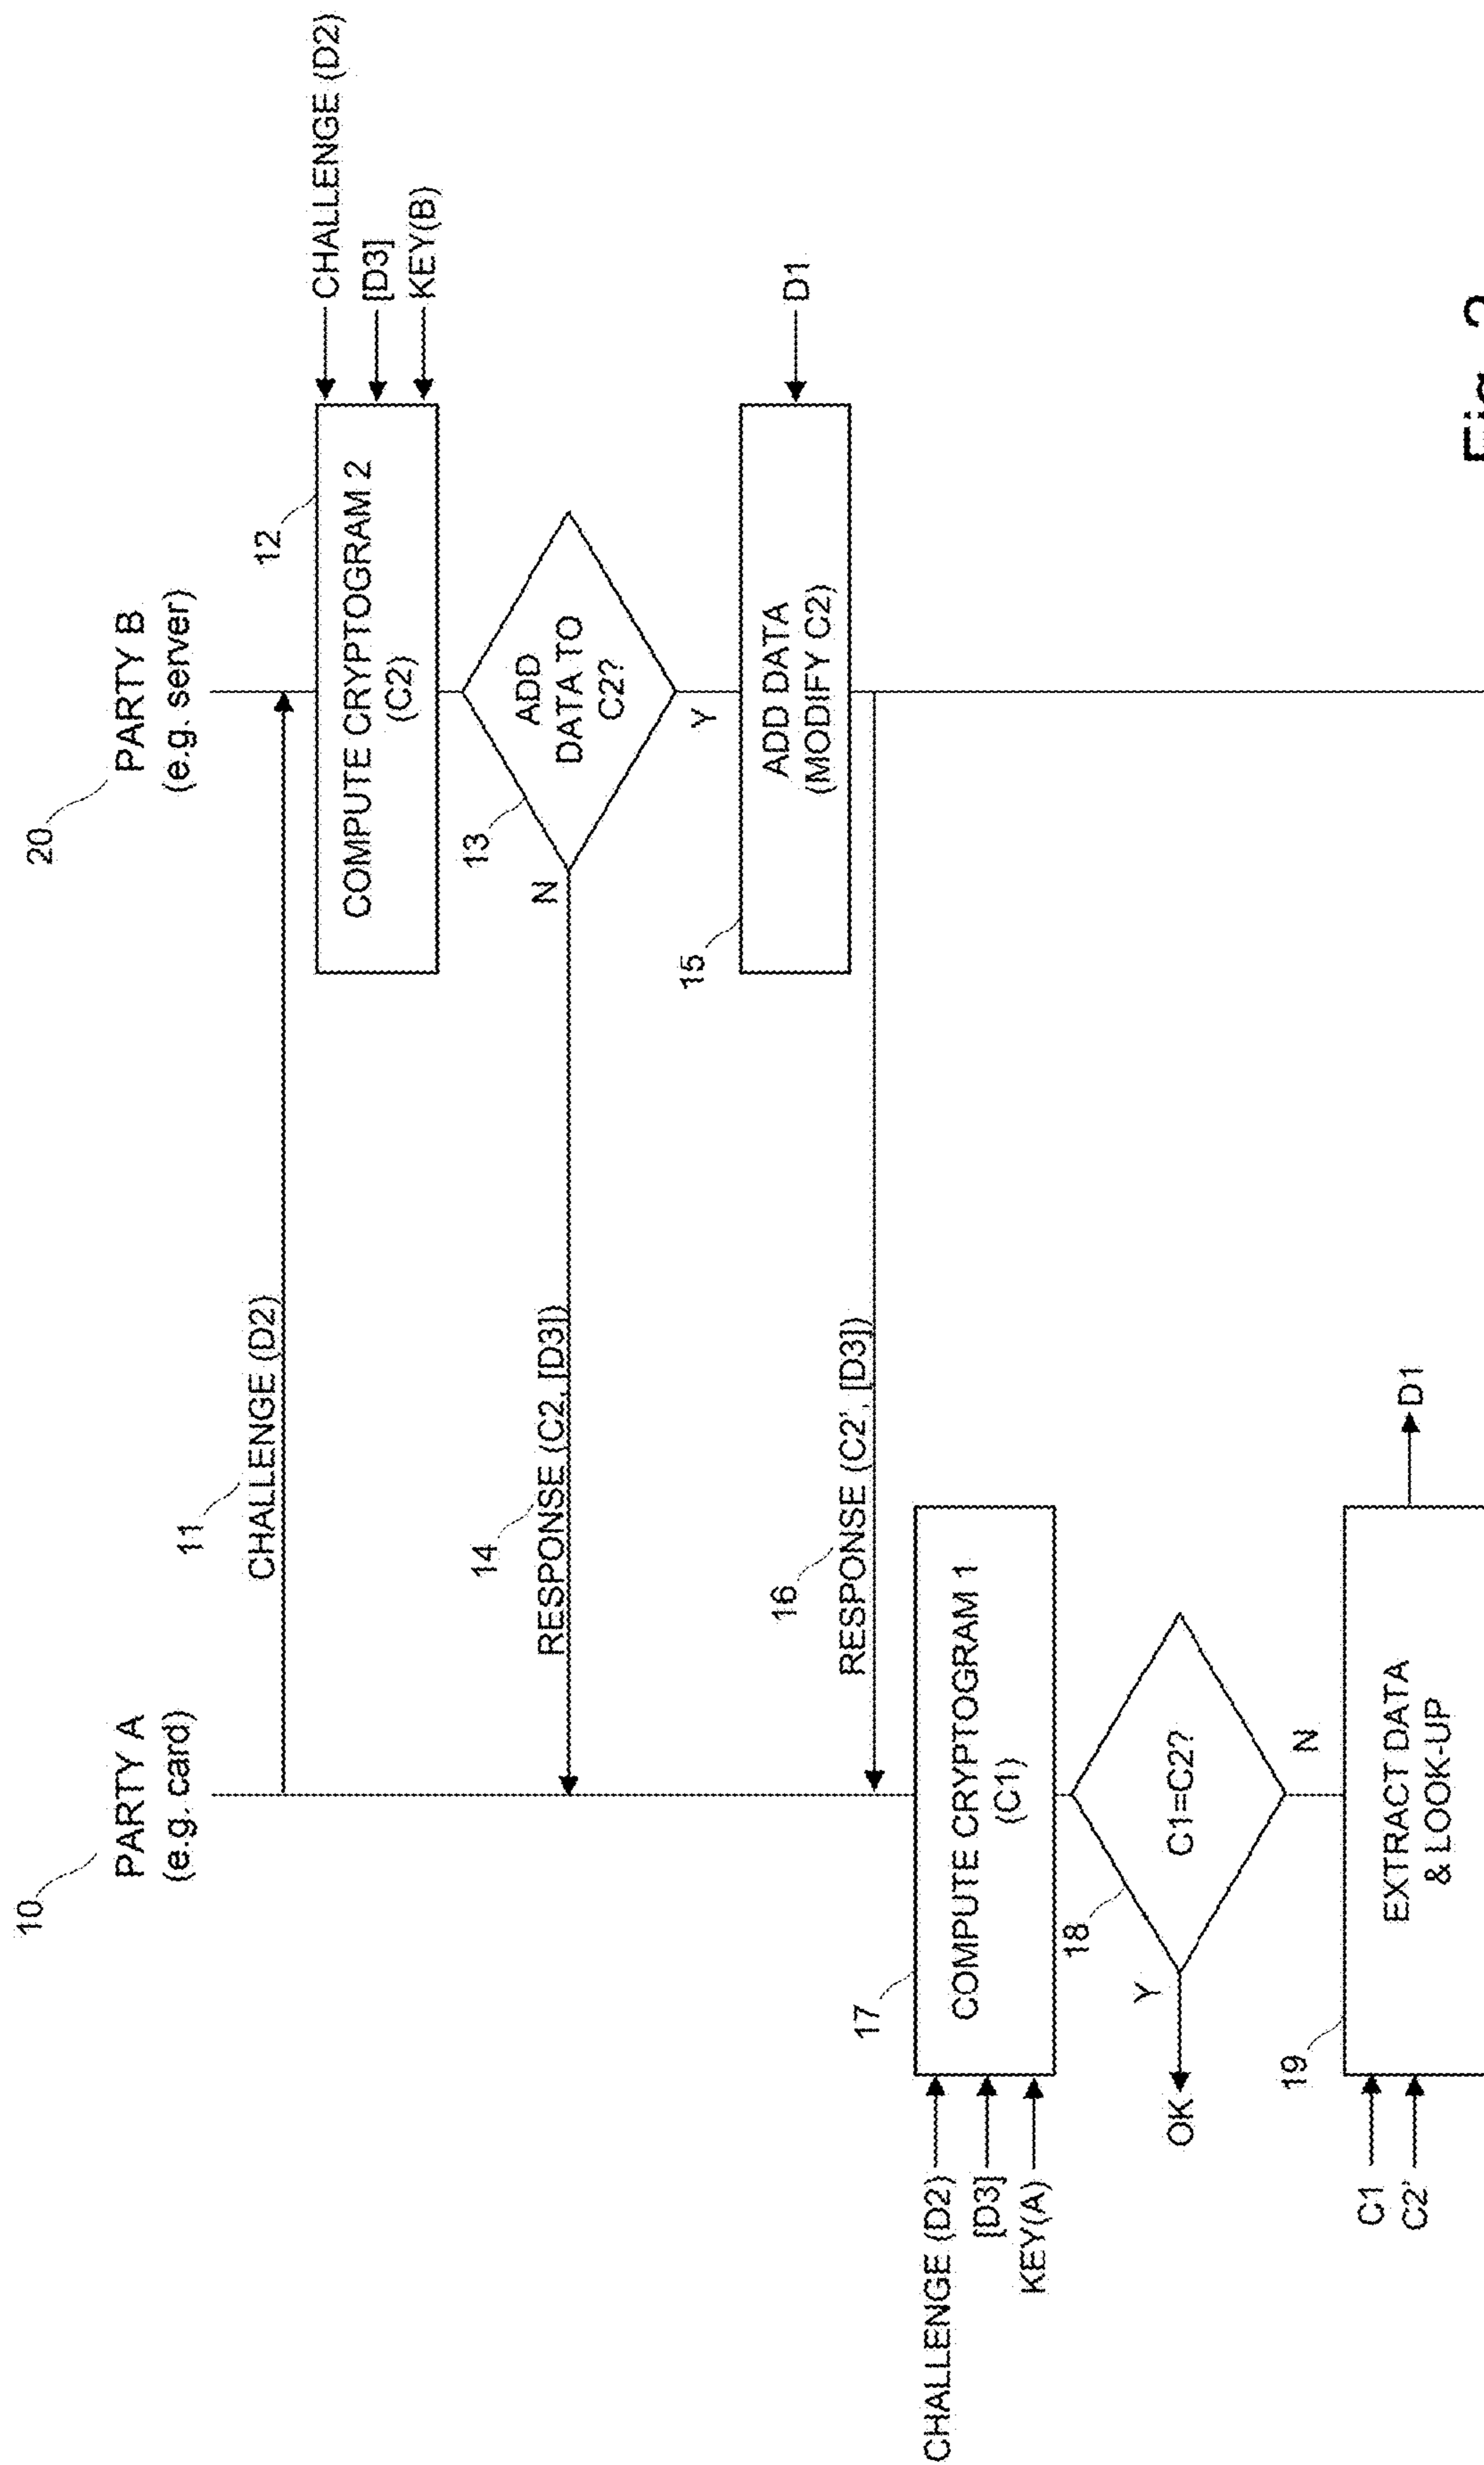 10
PARTY A
(e.g. card)
20
PARTY B
(e.g. server)
11
CHALLENGE (D2)
12
COMPUTE CRYPTOGRAM 2
(C2)
CHALLENGE (D2)
[D3]
KEY(B)
13
ADD
DATA TO
C2?
N
Y
14
RESPONSE (C2, [D3])
15
ADD DATA
(MODIFY C2)
D1
16
RESPONSE (C2', [D3])
17
COMPUTE CRYPTOGRAM 1
(C1)
CHALLENGE (D2)
[D3]
KEY(A)
18
C1=C2?
Y
OK
N
19
EXTRACT DATA
& LOOK-UP
C1
C2'
D1